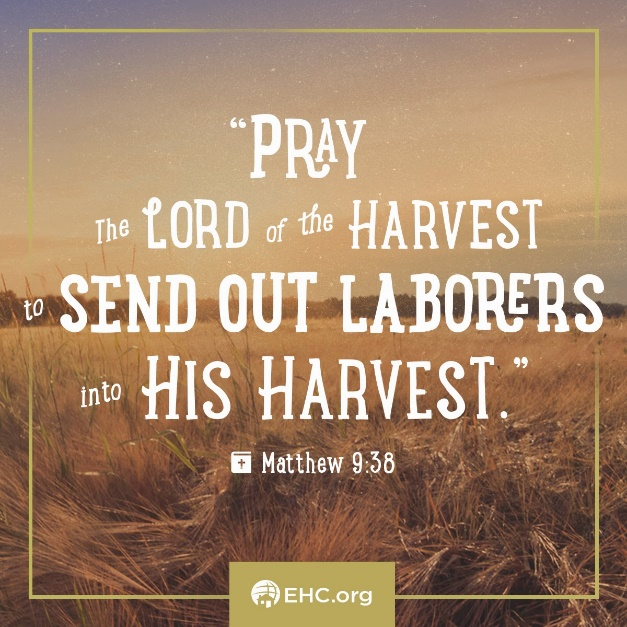 “PRAY
The LORD of the HARVEST
to SEND OUT LABORERS
into HIS HARVEST.”
Matthew 9:38
EHC.org